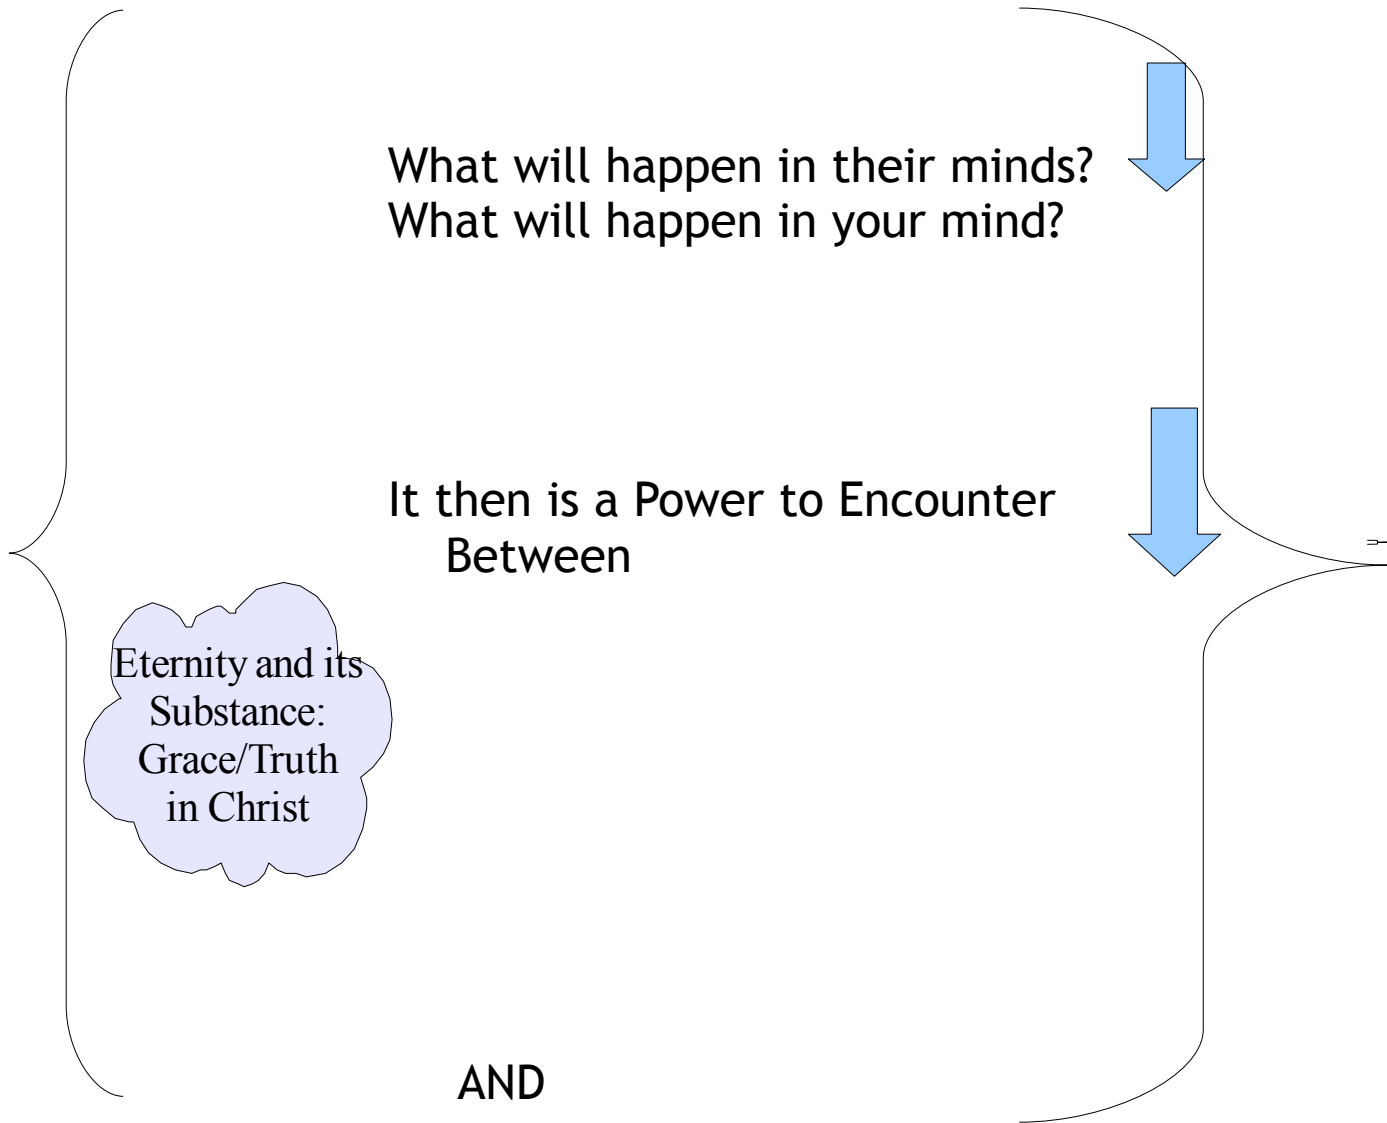 What will happen in their minds?
What will happen in your mind?
It then is a Power to Encounter
Between
Eternity and its
Substance:
Grace/Truth
in Christ
AND